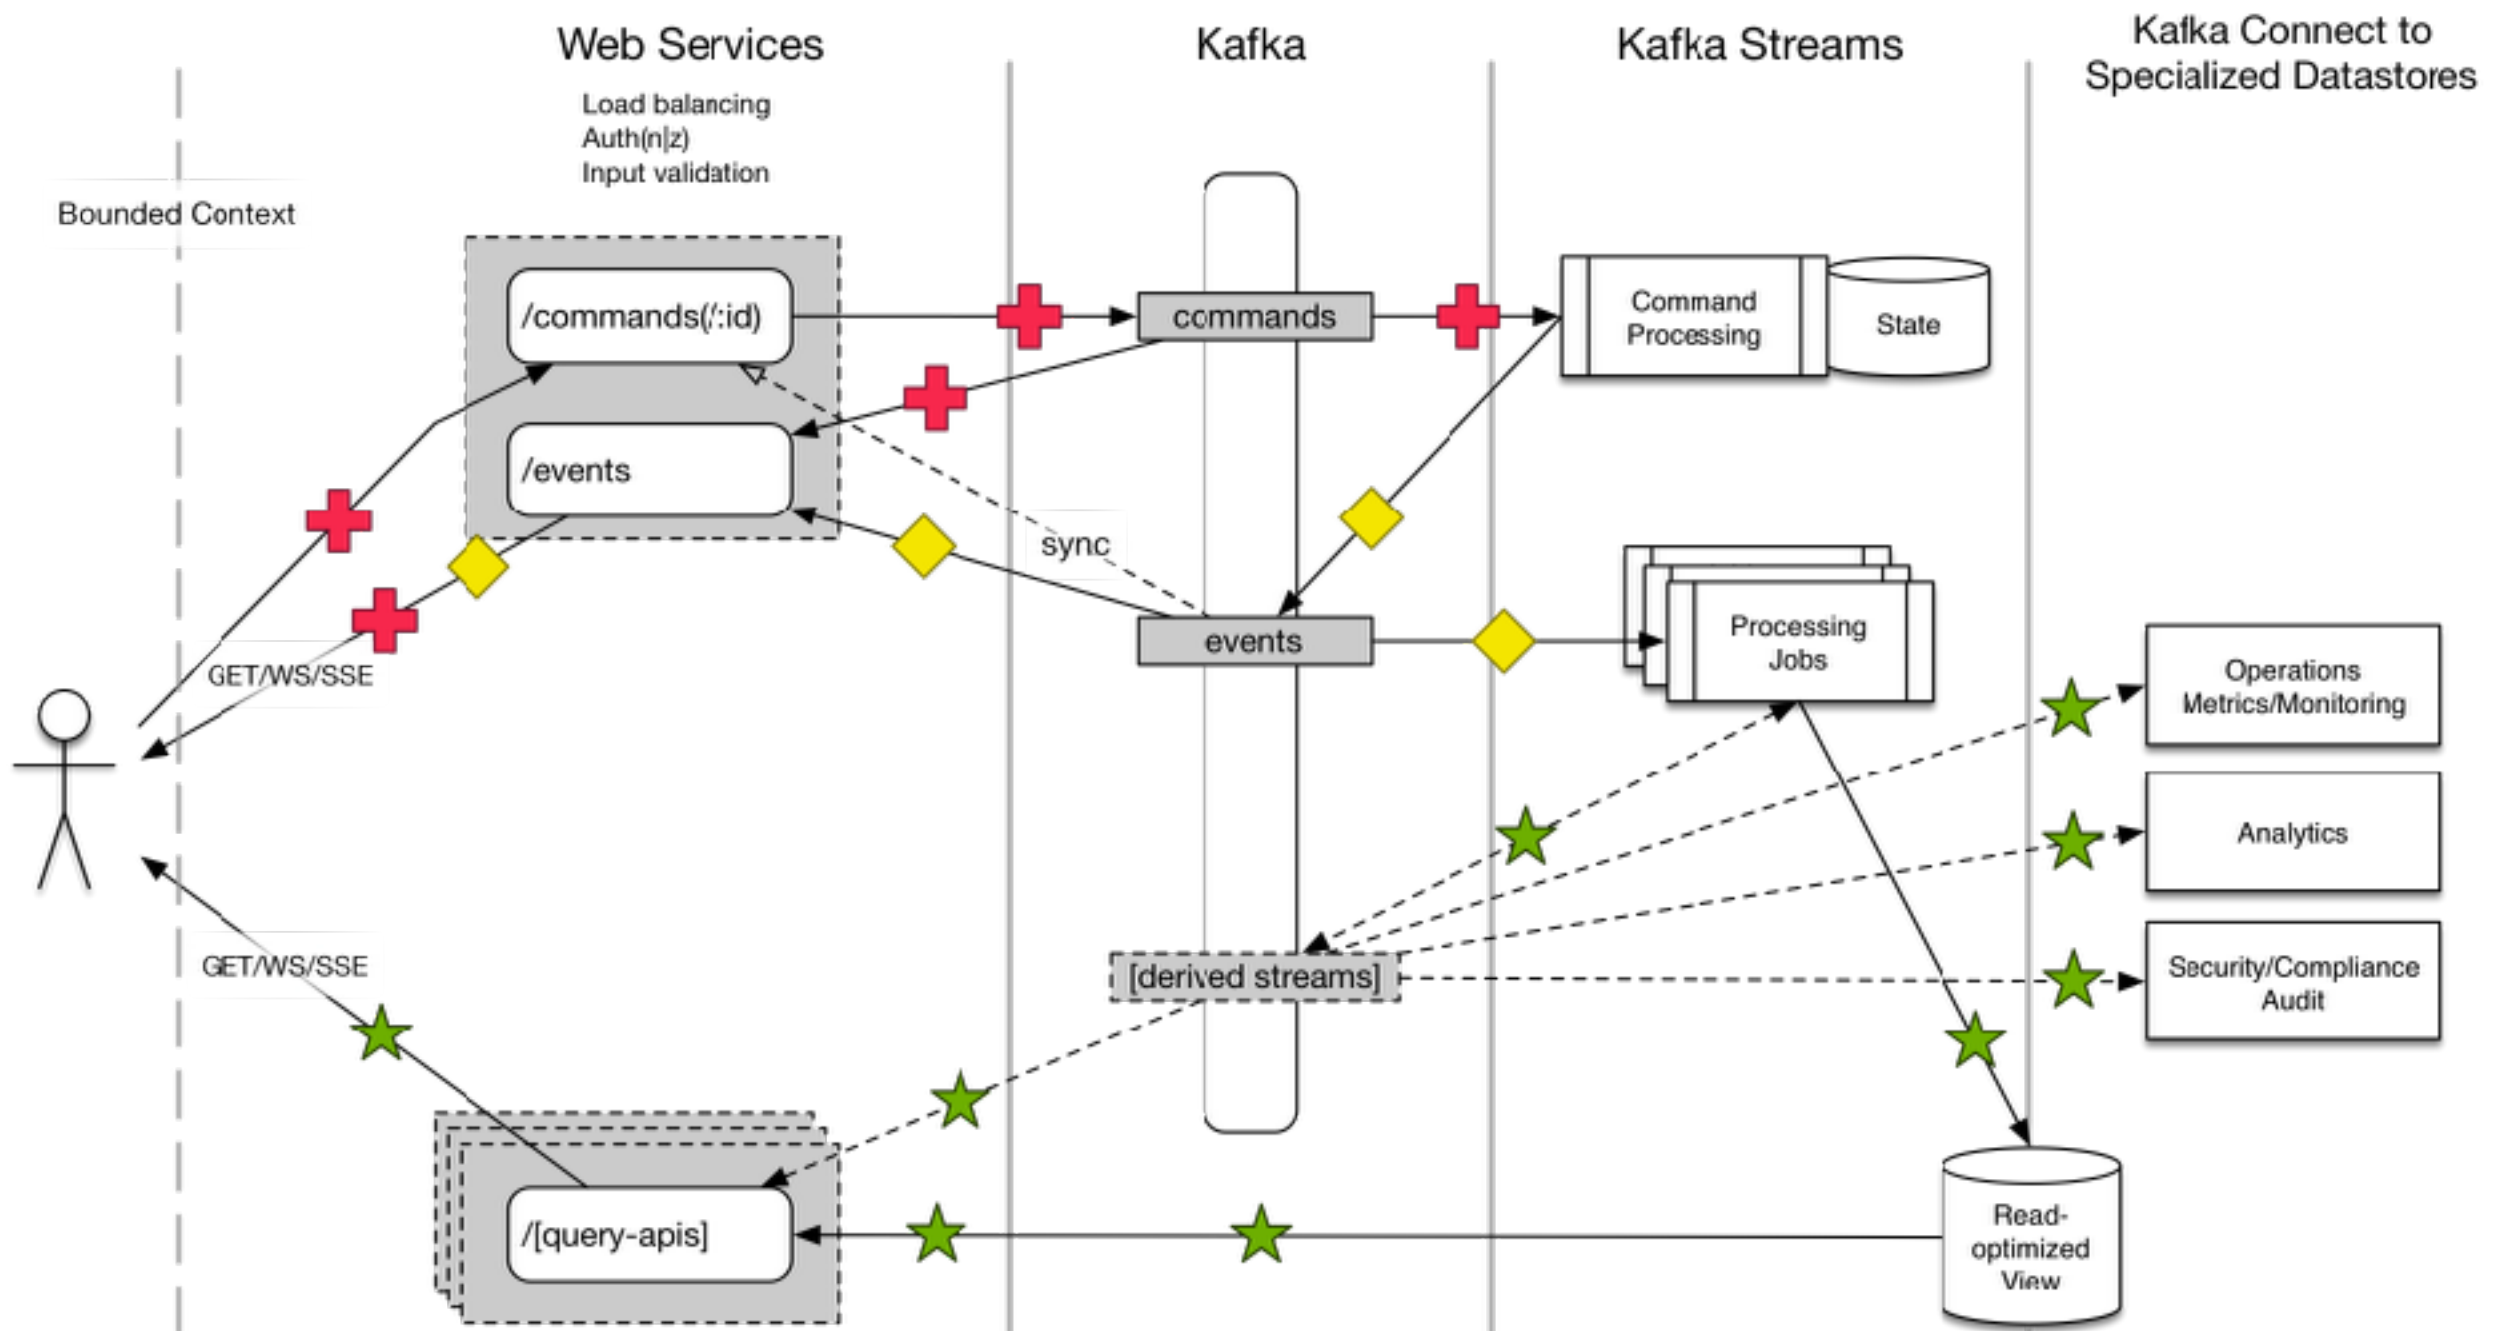 Web Services
Kafka
Kafka Streams
Kafka Connect to
Specialized Datastores
Load balancing
Auth(n|z)
Input validation
Bounded Context
/commands(/:id)
commands
Command
Processing
State
/events
sync
events
Processing
Jobs
GET/WS/SSE
Operations
Metrics/Monitoring
Analytics
[derived streams]
Security/Compliance
Audit
GET/WS/SSE
/[query-apis]
Read-
optimized
View